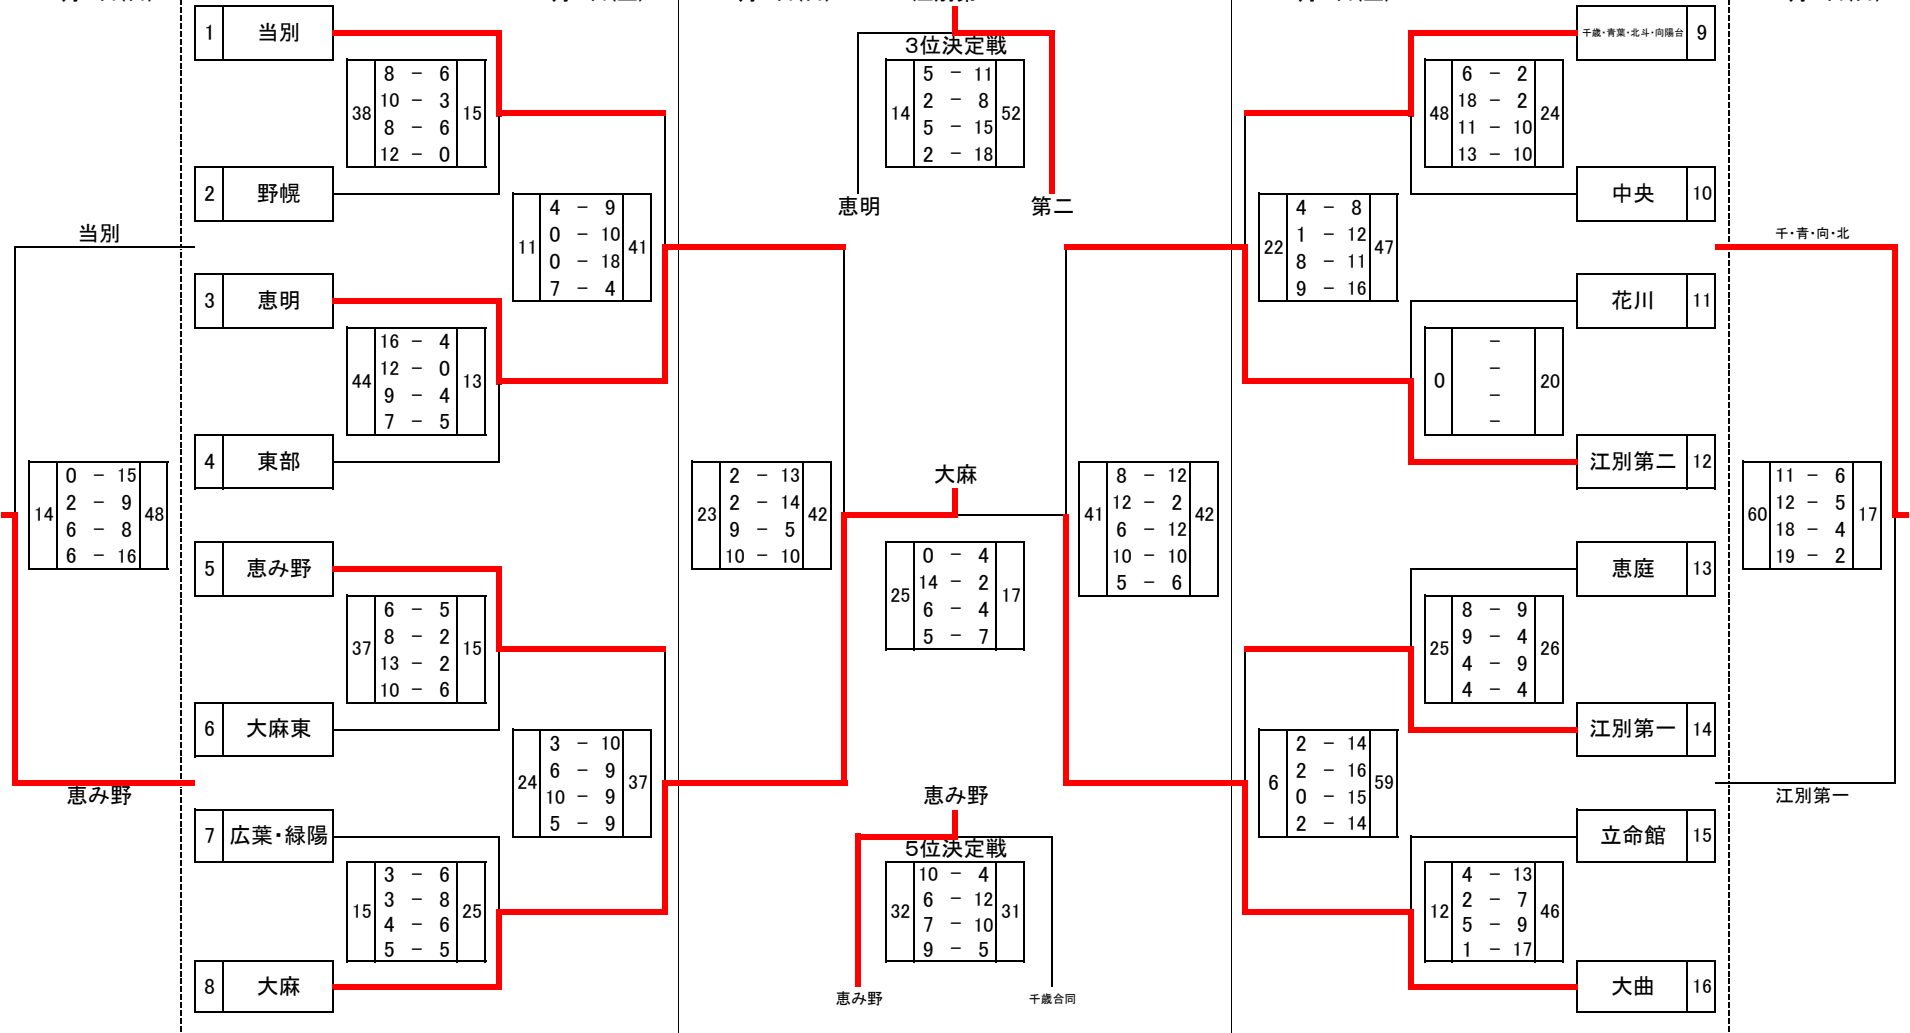 1 当別
38 15
8 - 6
10 - 3
8 - 6
12 - 0
2 野幌
11 41
4 - 9
0 - 10
0 - 18
7 - 4
3 恵明
44 13
16 - 4
12 - 0
9 - 4
7 - 5
4 東部
当別
14 48
0 - 15
2 - 9
6 - 8
6 - 16
恵み野
5 恵み野
37 15
6 - 5
8 - 2
13 - 2
10 - 6
6 大麻東
24 37
3 - 10
6 - 9
10 - 9
5 - 9
7 広葉・緑陽
15 25
3 - 6
3 - 8
4 - 6
5 - 5
8 大麻
3位決定戦
14 52
5 - 11
2 - 8
5 - 15
2 - 18
恵明 第二
23 42
2 - 13
2 - 14
9 - 5
10 - 10
大麻
25 17
0 - 4
14 - 2
6 - 4
5 - 7
41 42
8 - 12
12 - 2
6 - 12
10 - 10
5 - 6
恵み野
5位決定戦
32 31
10 - 4
6 - 12
7 - 10
9 - 5
恵み野 千歳合同
千歳・青葉・北斗・向陽台 9
48 24
6 - 2
18 - 2
11 - 10
13 - 10
中央 10
22 47
4 - 8
1 - 12
8 - 11
9 - 16
花川 11
0 20
-
-
-
-
江別第二 12
千・青・向・北
60 17
11 - 6
12 - 5
18 - 4
19 - 2
江別第一
恵庭 13
25 26
8 - 9
9 - 4
4 - 9
4 - 4
江別第一 14
6 59
2 - 14
2 - 16
0 - 15
2 - 14
立命館 15
12 46
4 - 13
2 - 7
5 - 9
1 - 17
大曲 16